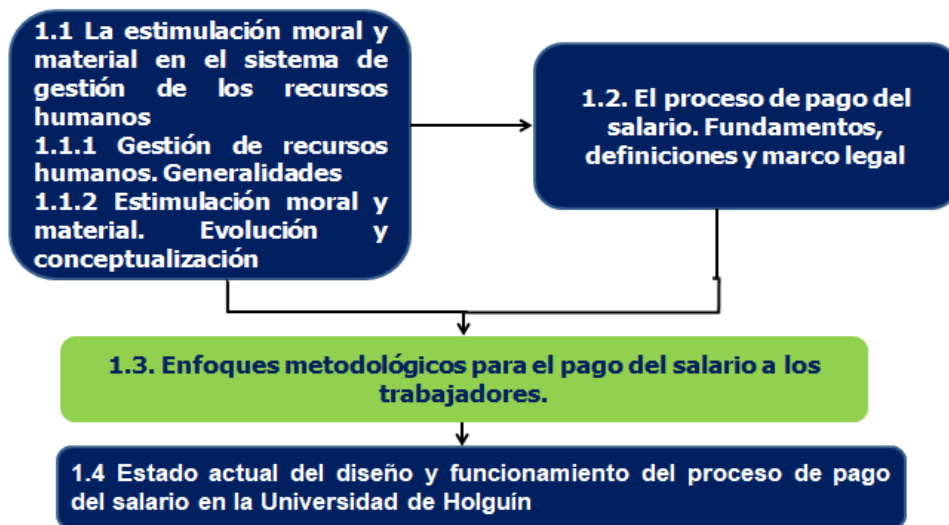 1.1 La estimulación moral y
material en el sistema de
gestión de los recursos
humanos
1.1.1 Gestión de recursos
humanos. Generalidades
1.1.2 Estimulación moral y
material. Evolución y
conceptualización
1.2. El proceso de pago del
salario. Fundamentos,
definiciones y marco legal
1.3. Enfoques metodológicos para el pago del salario a los
trabajadores.
1.4 Estado actual del diseño y funcionamiento del proceso de pago
del salario en la Universidad de Holguín